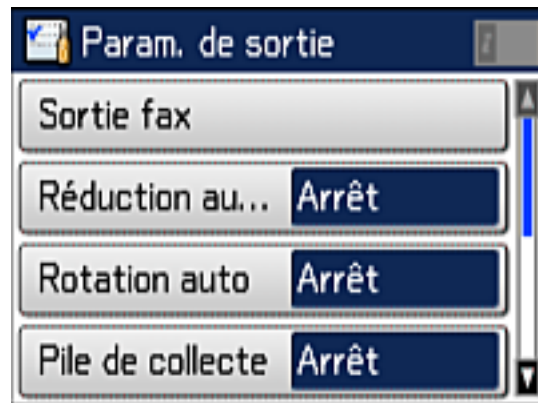 Param. de sortie
Sortie fax
Réduction au... Arrêt
Rotation auto Arrêt
Pile de collecte Arrêt